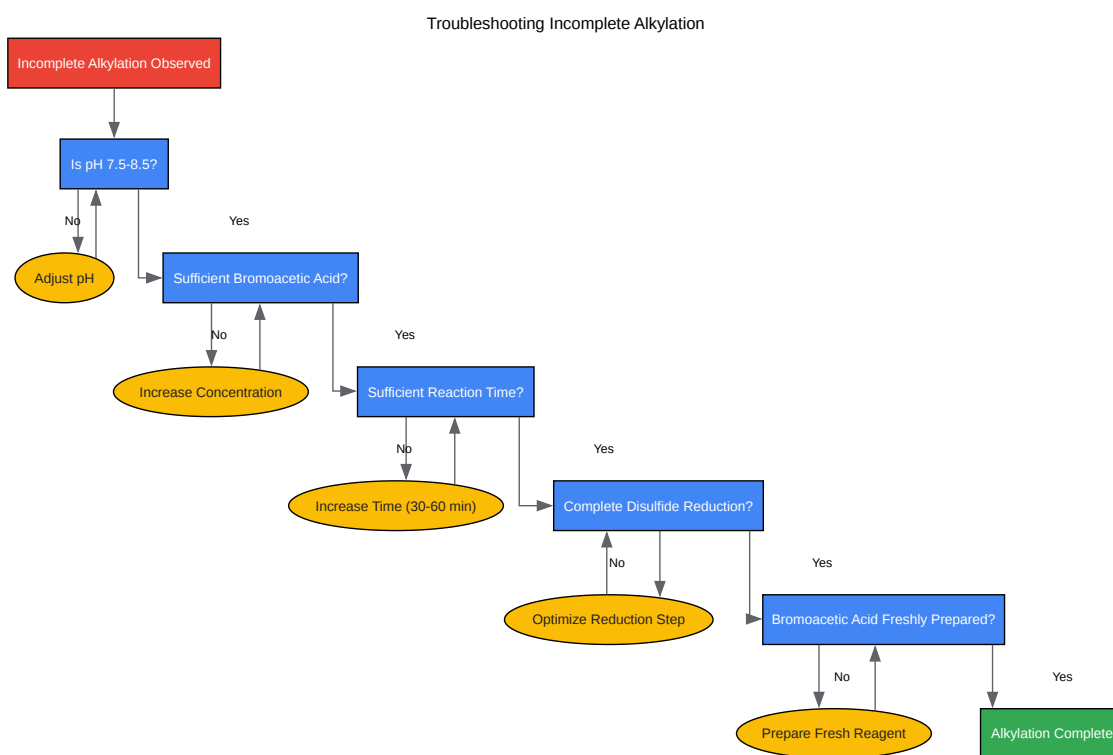 Troubleshooting Incomplete Alkylation
Incomplete Alkylation Observed
Is pH 7.5-8.5?
No
Yes
Adjust pH
Sufficient Bromoacetic Acid?
No
Yes
Increase Concentration
Sufficient Reaction Time?
No
Yes
Increase Time (30-60 min)
Complete Disulfide Reduction?
No
Yes
Optimize Reduction Step
Bromoacetic Acid Freshly Prepared?
No
Yes
Prepare Fresh Reagent
Alkylation Complete